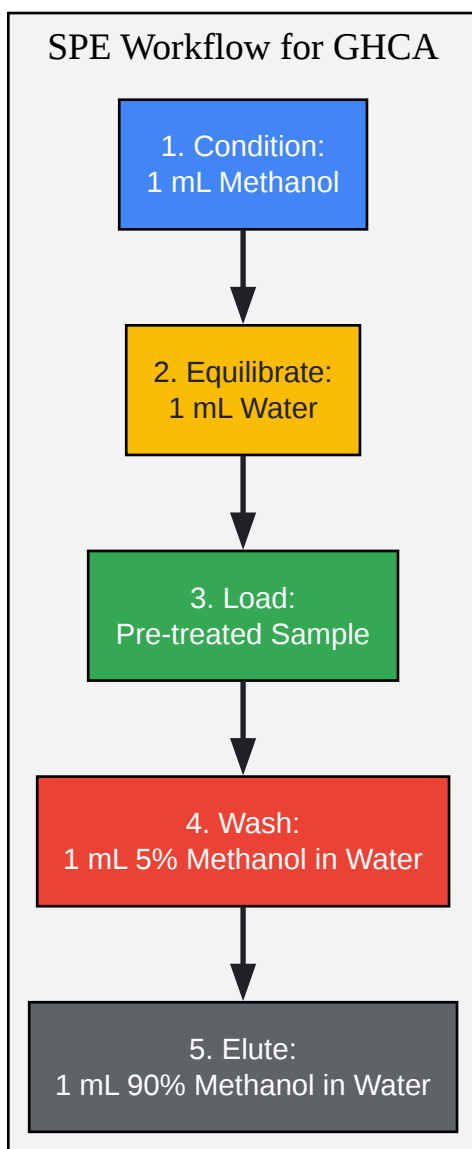 SPE Workflow for GHCA
1. Condition:
1 mL Methanol
2. Equilibrate:
1 mL Water
3. Load:
Pre-treated Sample
4. Wash:
1 mL 5% Methanol in Water
5. Elute:
1 mL 90% Methanol in Water